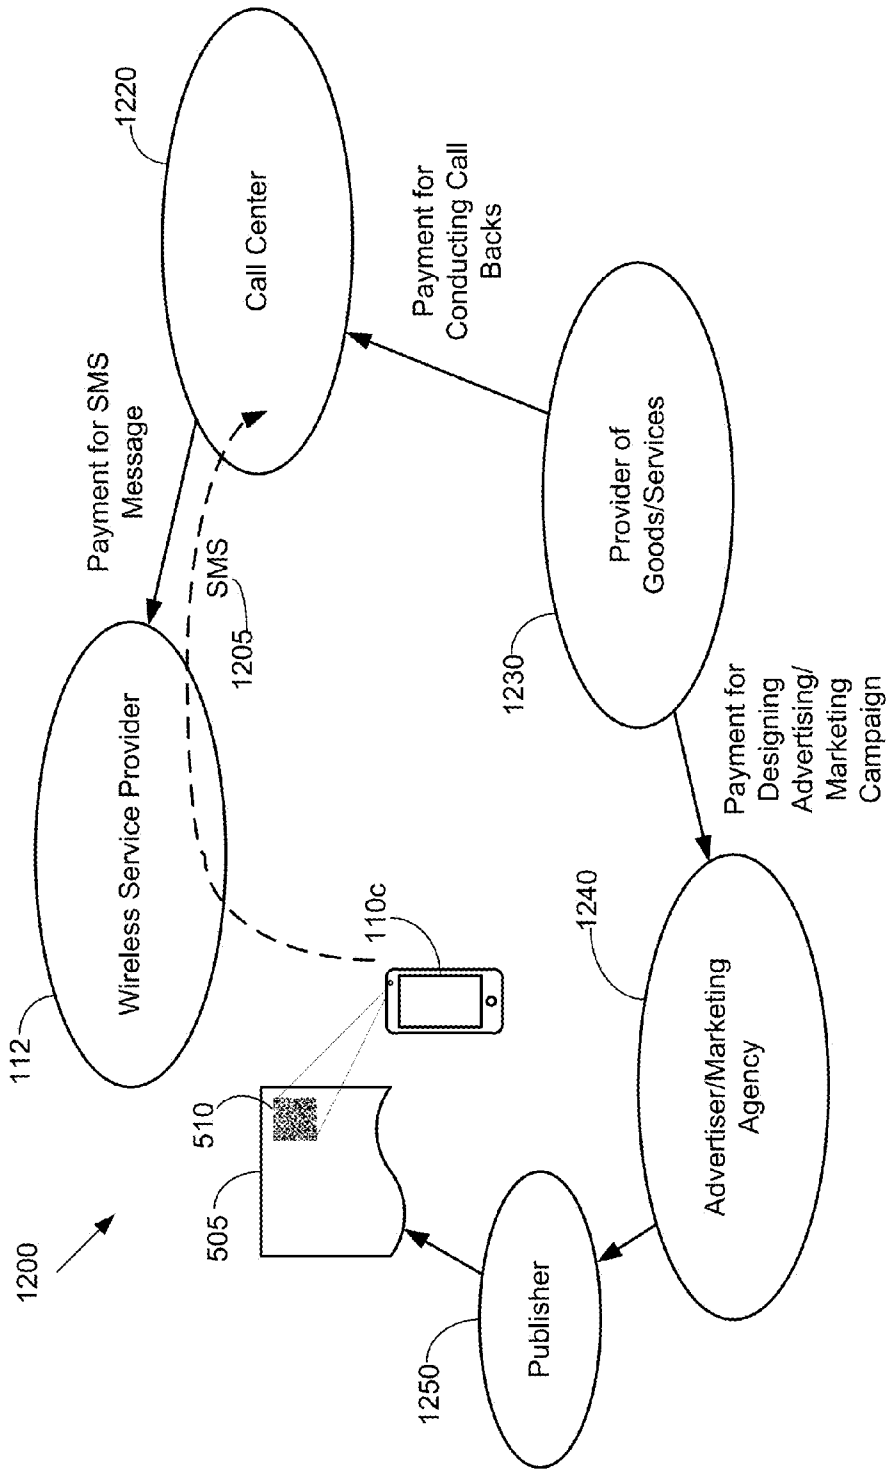 1200
112
Wireless Service Provider
Payment for SMS
Message
1220
Call Center
SMS
1205
505
510
110c
Payment for
Conducting Call
Backs
1250
Publisher
1240
Advertiser/Marketing
Agency
1230
Provider of
Goods/Services
Payment for
Designing
Advertising/
Marketing
Campaign